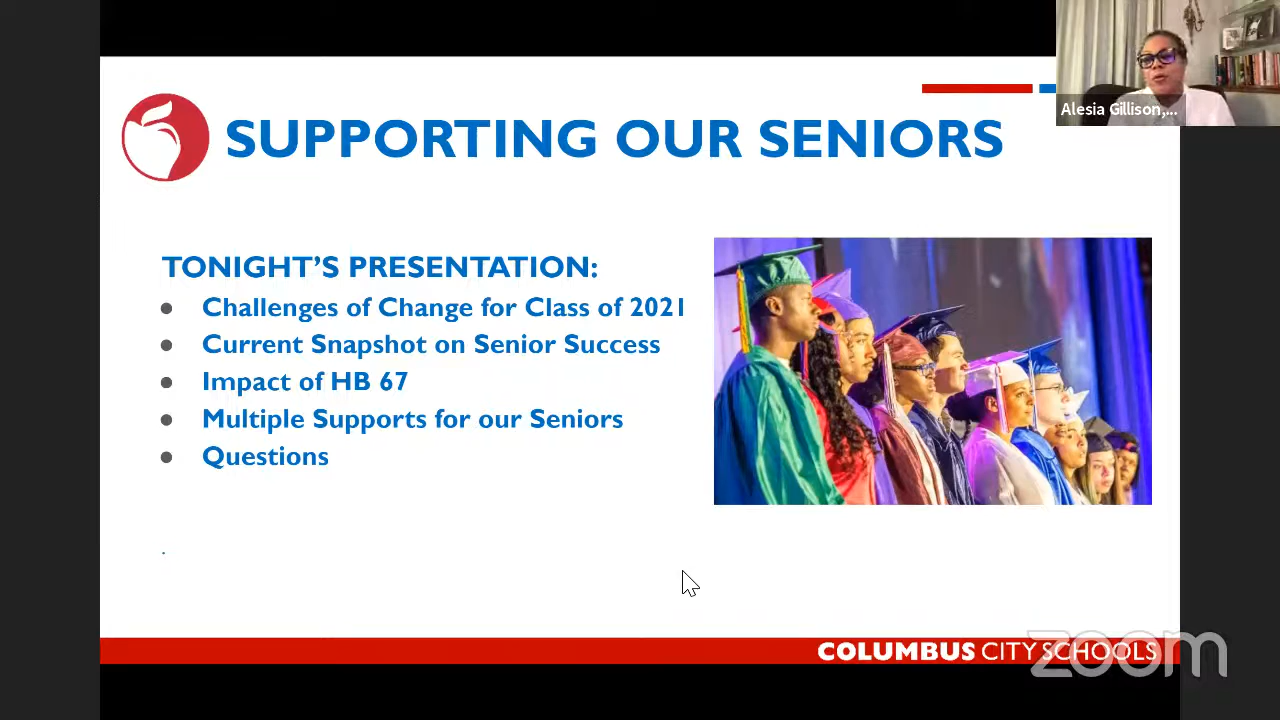 Alesia Gillison,...
SUPPORTING OUR SENIORS
TONIGHT’S PRESENTATION:
● Challenges of Change for Class of 2021
● Current Snapshot on Senior Success
● Impact of HB 67
● Multiple Supports for our Seniors
● Questions
.
COLUMBUS CITY SCHOOLS
zoom